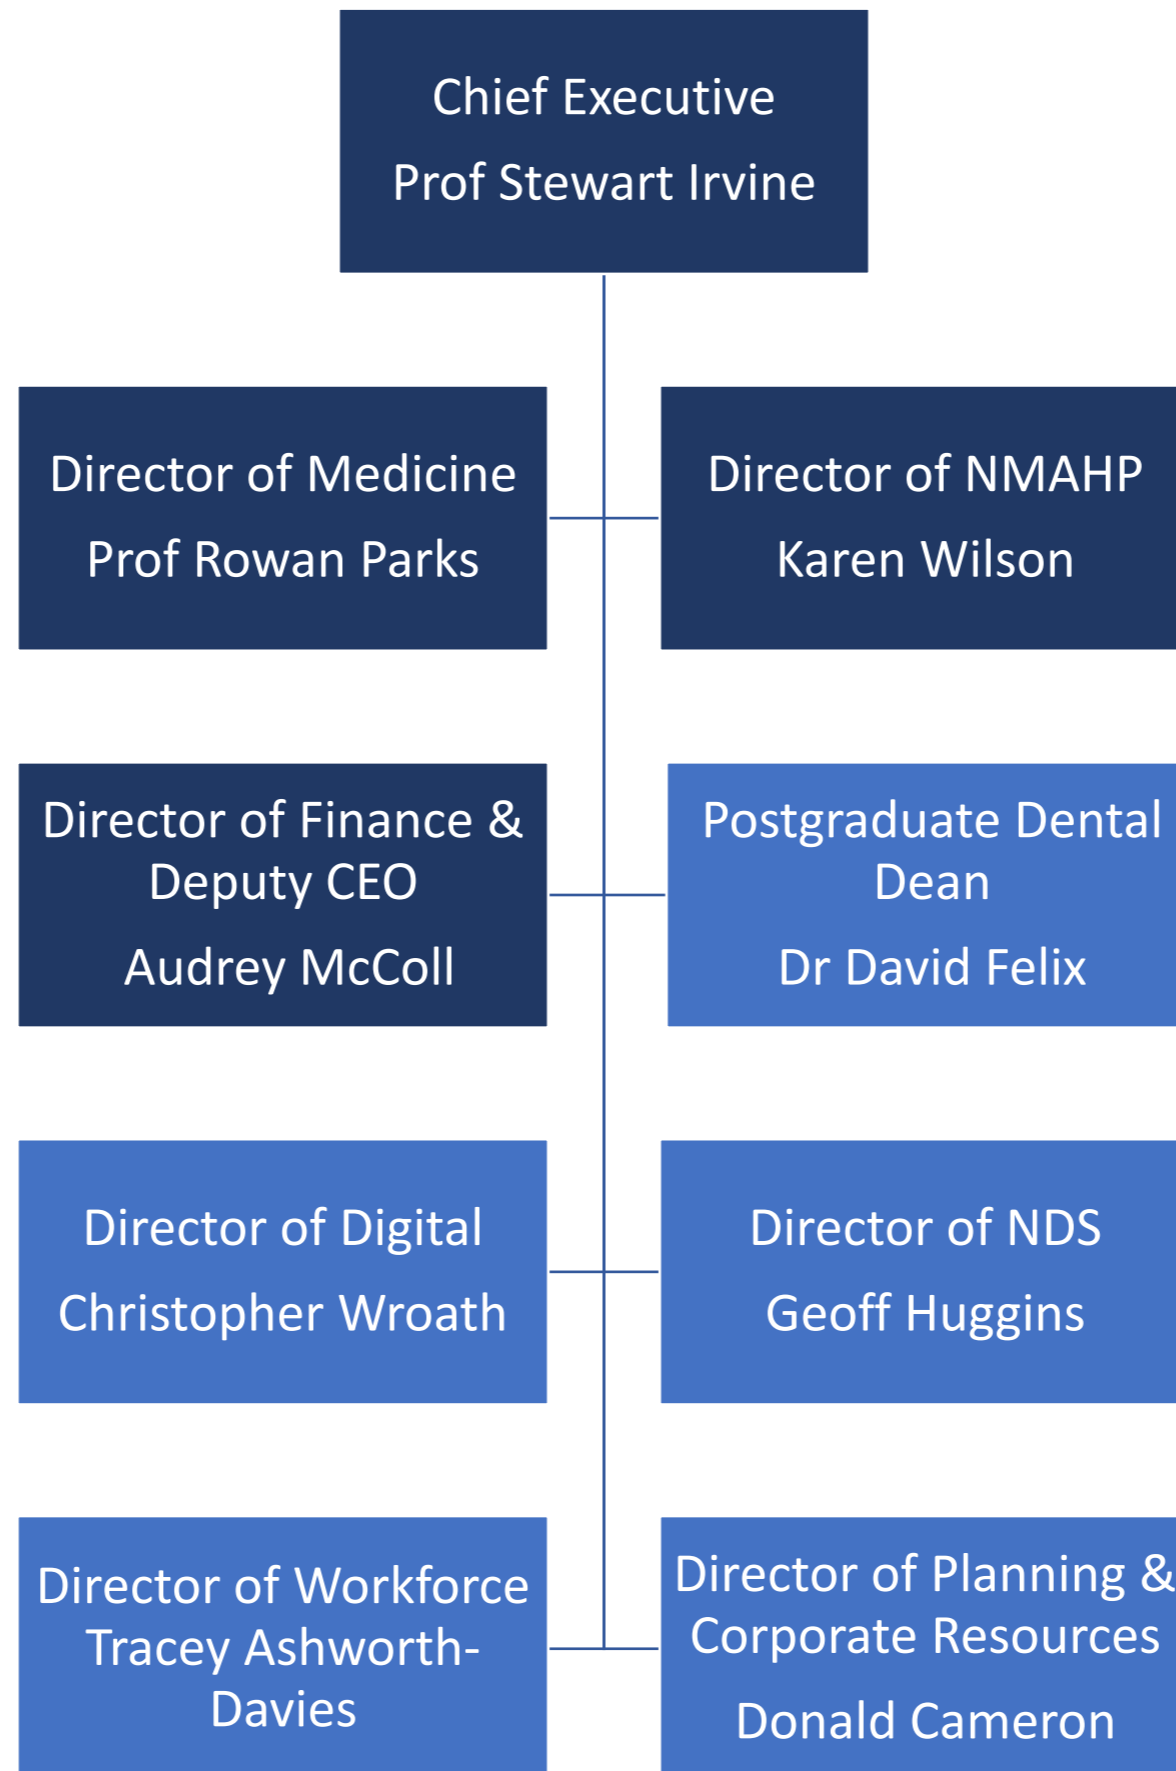 Chief Executive
Prof Stewart Irvine
Director of Medicine
Prof Rowan Parks
Director of NMAHP
Karen Wilson
Director of Finance &
Deputy CEO
Audrey McColl
Postgraduate Dental
Dean
Dr David Felix
Director of Digital
Christopher Wroath
Director of NDS
Geoff Huggins
Director of Workforce
Tracey Ashworth-
Davies
Director of Planning &
Corporate Resources
Donald Cameron